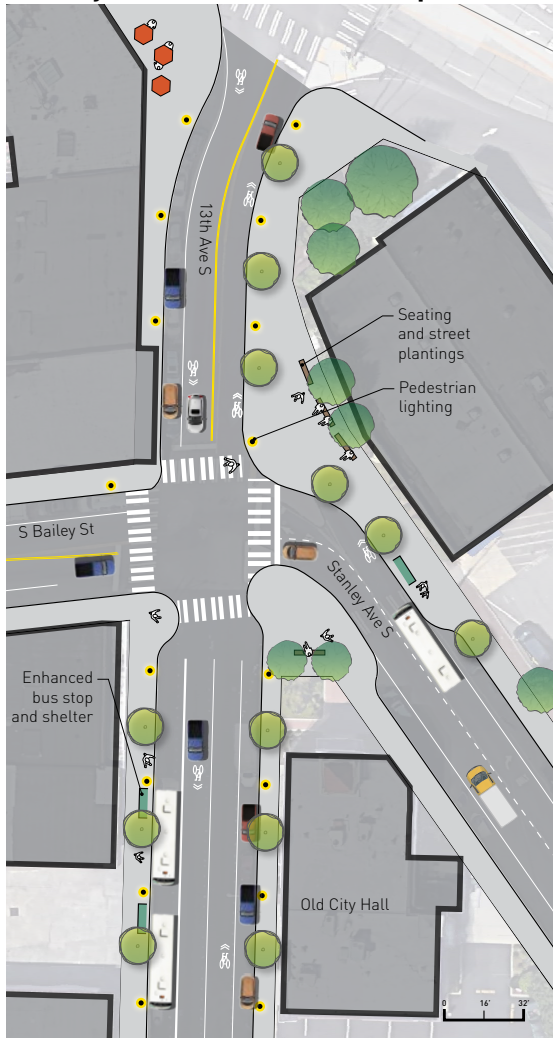 13th Ave S
Seating
and street
plantings
Pedestrian
lighting
S Bailey St
Stanley Ave S
Enhanced
bus stop
and shelter
Old City Hall
0 16' 32'